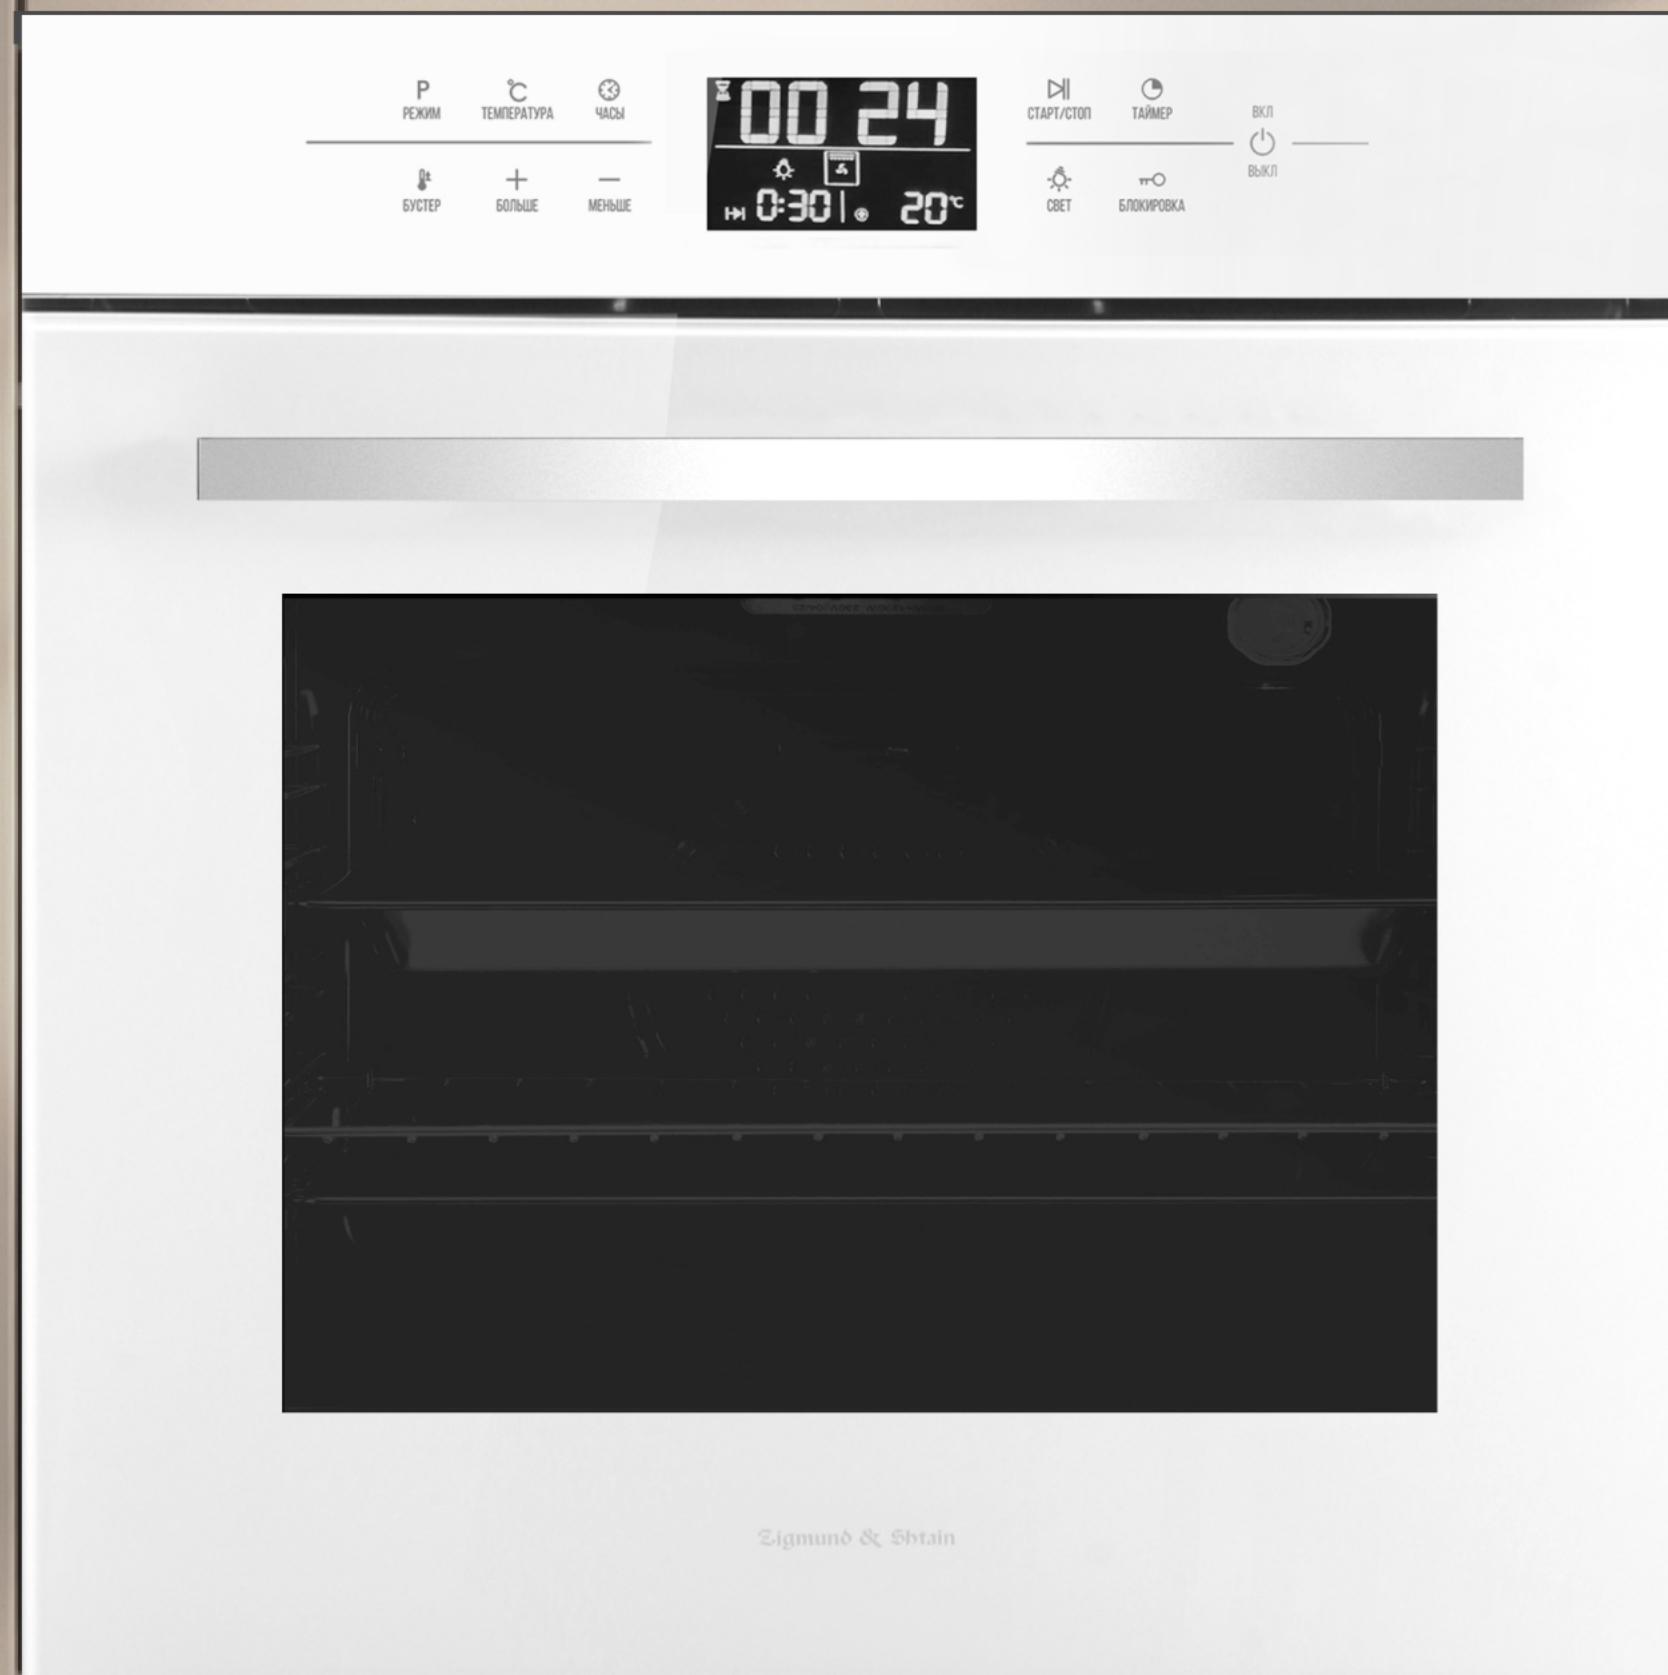 P
РЕЖИМ
°C
ТЕМПЕРАТУРА
ЧАСЫ
БУСТЕР
БОЛЬШЕ
МЕНЬШЕ
00 24
0:30
20°C
СТАРТ/СТОП
ТАЙМЕР
ВКЛ
ВЫКЛ
СВЕТ
БЛОКИРОВКА
Zigmund & Shtain